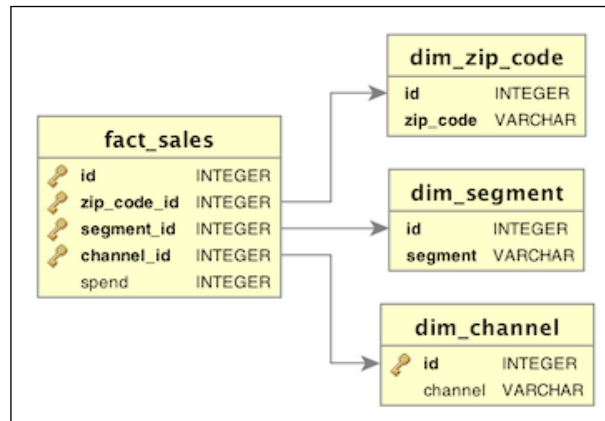 fact_sales
id INTEGER
zip_code_id INTEGER
segment_id INTEGER
channel_id INTEGER
spend INTEGER
dim_zip_code
id INTEGER
zip_code VARCHAR
dim_segment
id INTEGER
segment VARCHAR
dim_channel
id INTEGER
channel VARCHAR